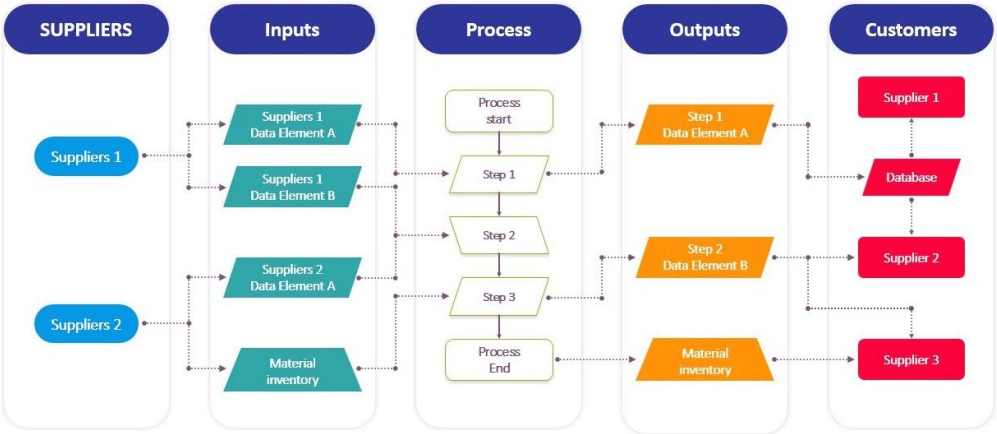 SUPPLIERS
Inputs
Process
Outputs
Customers
Suppliers 1
Suppliers 2
Suppliers 1
Data Element A
Suppliers 1
Data Element B
Suppliers 2
Data Element A
Material
inventory
Process
start
Step 1
Step 2
Step 3
Process
End
Step 1
Data Element A
Step 2
Data Element B
Material
inventory
Supplier 1
Database
Supplier 2
Supplier 3